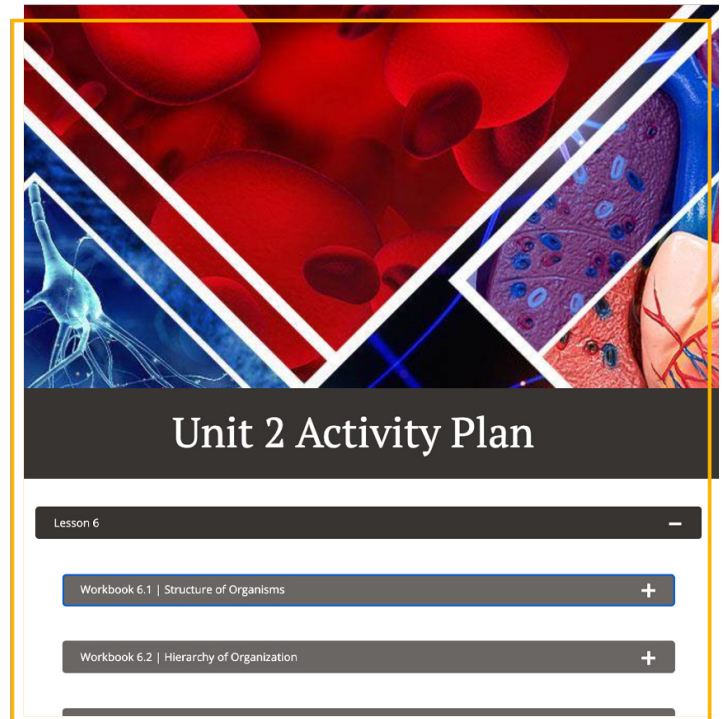 Unit 2 Activity Plan
Lesson 6
Workbook 6.1 | Structure of Organisms
Workbook 6.2 | Hierarchy of Organization